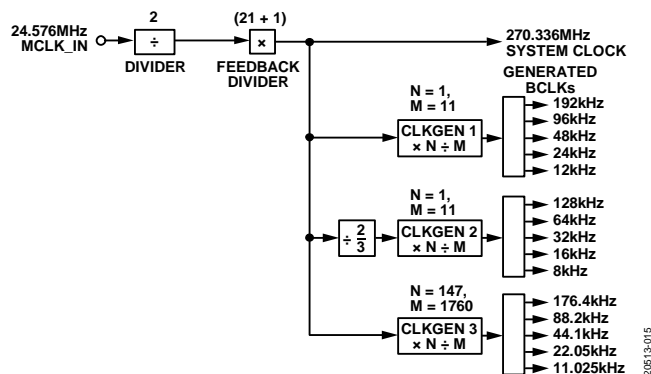 24.576MHz
MCLK_IN
2
÷
DIVIDER
(21 + 1)
×
FEEDBACK
DIVIDER
270.336MHz
SYSTEM CLOCK
GENERATED
BCLKs
N = 1,
M = 11
CLKGEN 1
× N ÷ M
192kHz
96kHz
48kHz
24kHz
12kHz
÷ 2/3
N = 1,
M = 11
CLKGEN 2
× N ÷ M
128kHz
64kHz
32kHz
16kHz
8kHz
N = 147,
M = 1760
CLKGEN 3
× N ÷ M
176.4kHz
88.2kHz
44.1kHz
22.05kHz
11.025kHz
20513-015